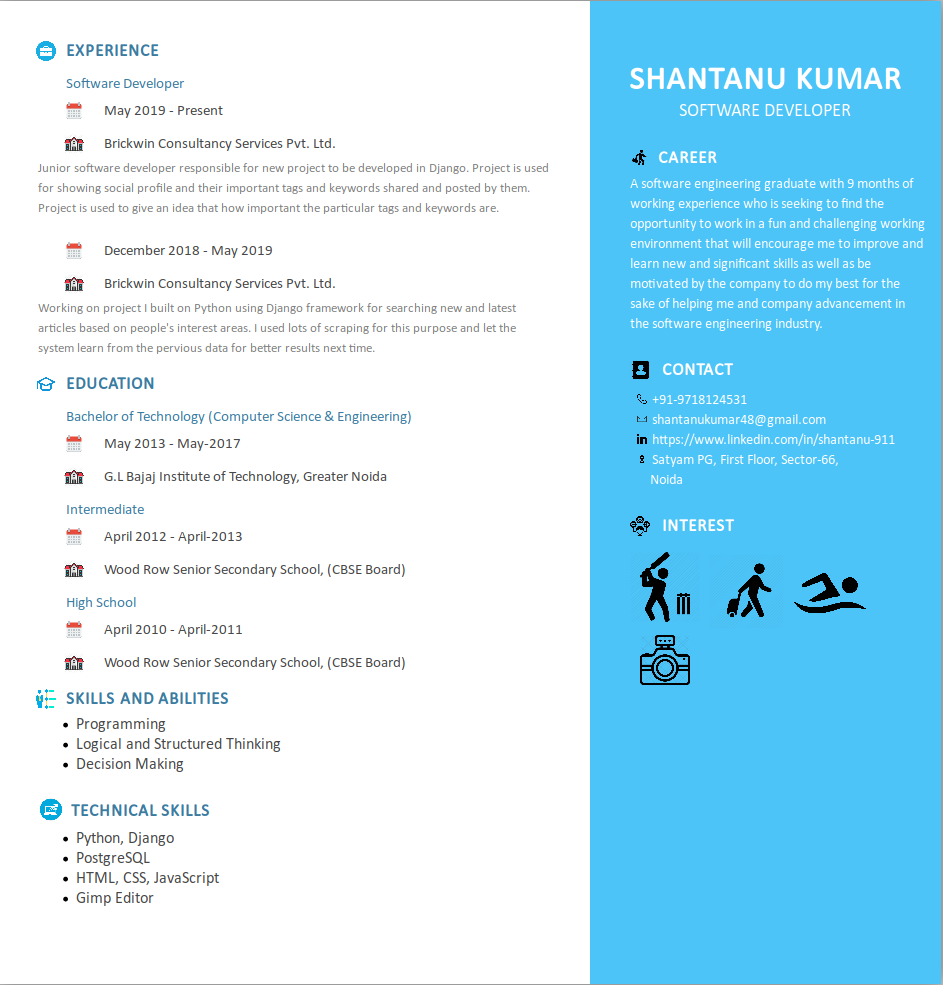 EXPERIENCE
Software Developer
May 2019 - Present
Brickwin Consultancy Services Pvt. Ltd.
Junior software developer responsible for new project to be developed in Django. Project is used
for showing social profile and their important tags and keywords shared and posted by them.
Project is used to give an idea that how important the particular tags and keywords are.
December 2018 - May 2019
Brickwin Consultancy Services Pvt. Ltd.
Working on project I built on Python using Django framework for searching new and latest
articles based on people's interest areas. I used lots of scraping for this purpose and let the
system learn from the pervious data for better results next time.
EDUCATION
Bachelor of Technology (Computer Science & Engineering)
May 2013 - May-2017
G.L Bajaj Institute of Technology, Greater Noida
Intermediate
April 2012 - April-2013
Wood Row Senior Secondary School, (CBSE Board)
High School
April 2010 - April-2011
Wood Row Senior Secondary School, (CBSE Board)
SKILLS AND ABILITIES
• Programming
• Logical and Structured Thinking
• Decision Making
TECHNICAL SKILLS
• Python, Django
• PostgreSQL
• HTML, CSS, JavaScript
• Gimp Editor
SHANTANU KUMAR
SOFTWARE DEVELOPER
CAREER
A software engineering graduate with 9 months of
working experience who is seeking to find the
opportunity to work in a fun and challenging working
environment that will encourage me to improve and
learn new and significant skills as well as be
motivated by the company to do my best for the
sake of helping me and company advancement in
the software engineering industry.
CONTACT
+91-9718124531
shantanukumar48@gmail.com
https://www.linkedin.com/in/shantanu-911
Satyam PG, First Floor, Sector-66,
Noida
INTEREST